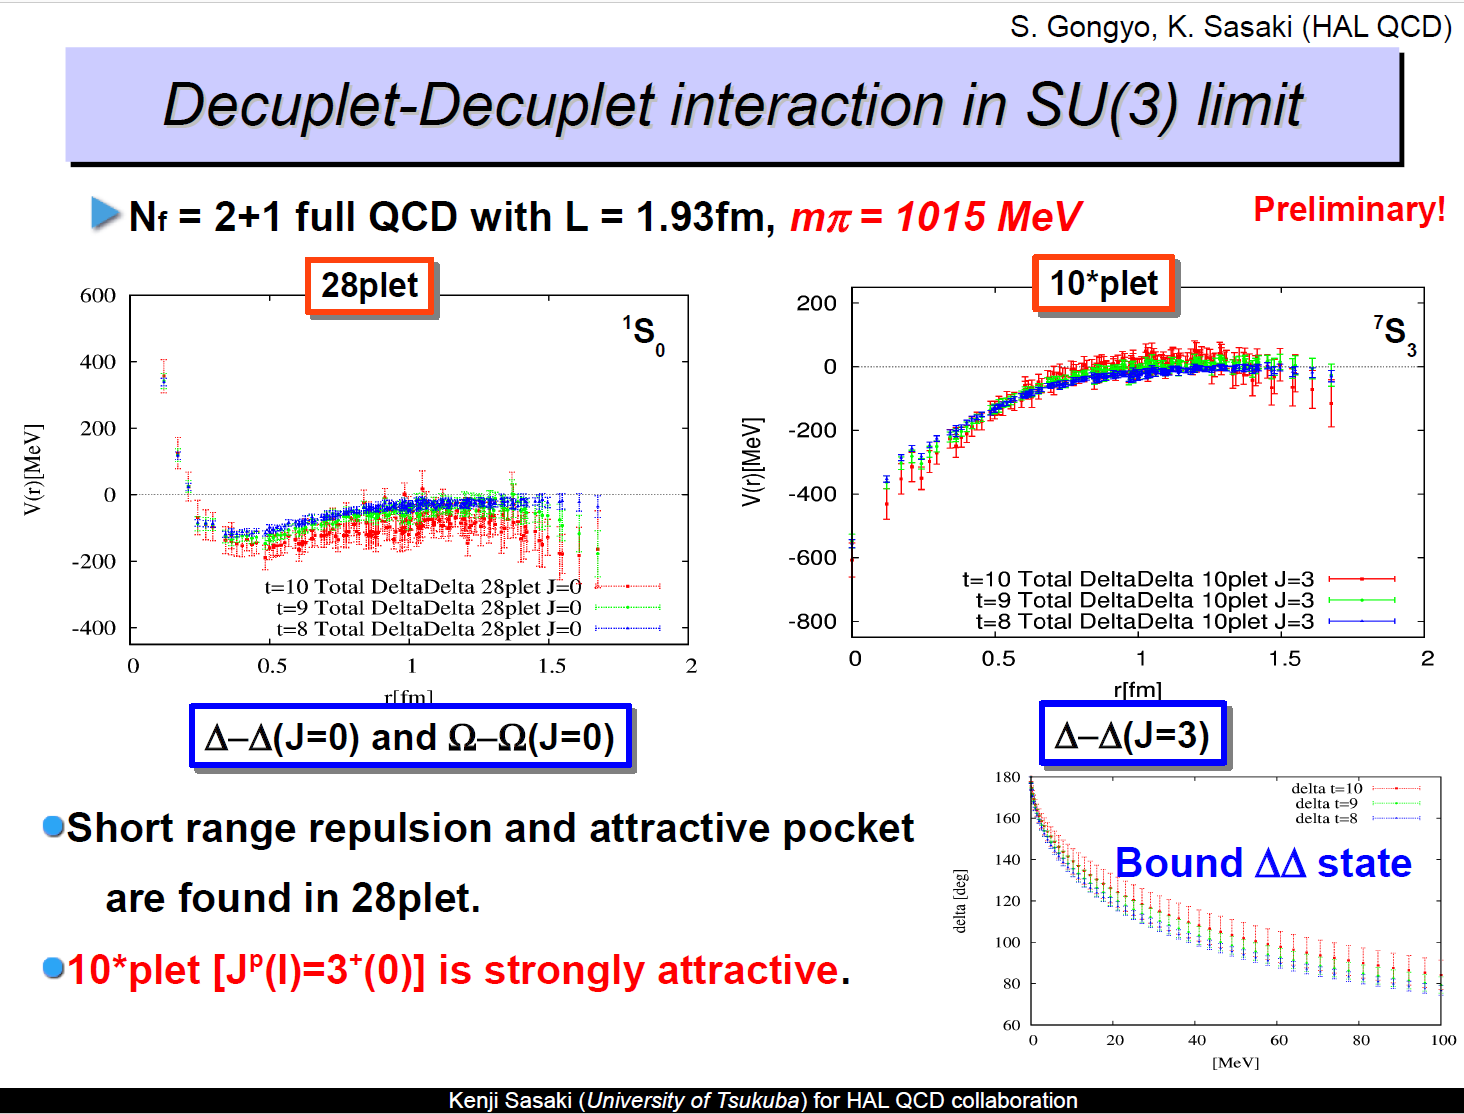 S. Gongyo, K. Sasaki (HAL QCD)
Decuplet-Decuplet interaction in SU(3) limit
Nf = 2+1 full QCD with L = 1.93fm, mπ = 1015 MeV
Preliminary!
28plet
600
400
200
0
-200
-400
V(r)[MeV]
¹S₀
t=10 Total DeltaDelta 28plet J=0
t=9 Total DeltaDelta 28plet J=0
t=8 Total DeltaDelta 28plet J=0
0 0.5 1 1.5 2
r[fm]
Δ–Δ(J=0) and Ω–Ω(J=0)
10*plet
200
0
-200
-400
-600
-800
V(r)[MeV]
⁷S₃
t=10 Total DeltaDelta 10plet J=3
t=9 Total DeltaDelta 10plet J=3
t=8 Total DeltaDelta 10plet J=3
0 0.5 1 1.5 2
r[fm]
Δ–Δ(J=3)
Short range repulsion and attractive pocket
are found in 28plet.
10*plet [Jᵖ(I)=3⁺(0)] is strongly attractive.
180
160
140
120
100
80
60
delta [deg]
delta t=10
delta t=9
delta t=8
Bound ΔΔ state
0 20 40 60 80 100
[MeV]
Kenji Sasaki (University of Tsukuba) for HAL QCD collaboration